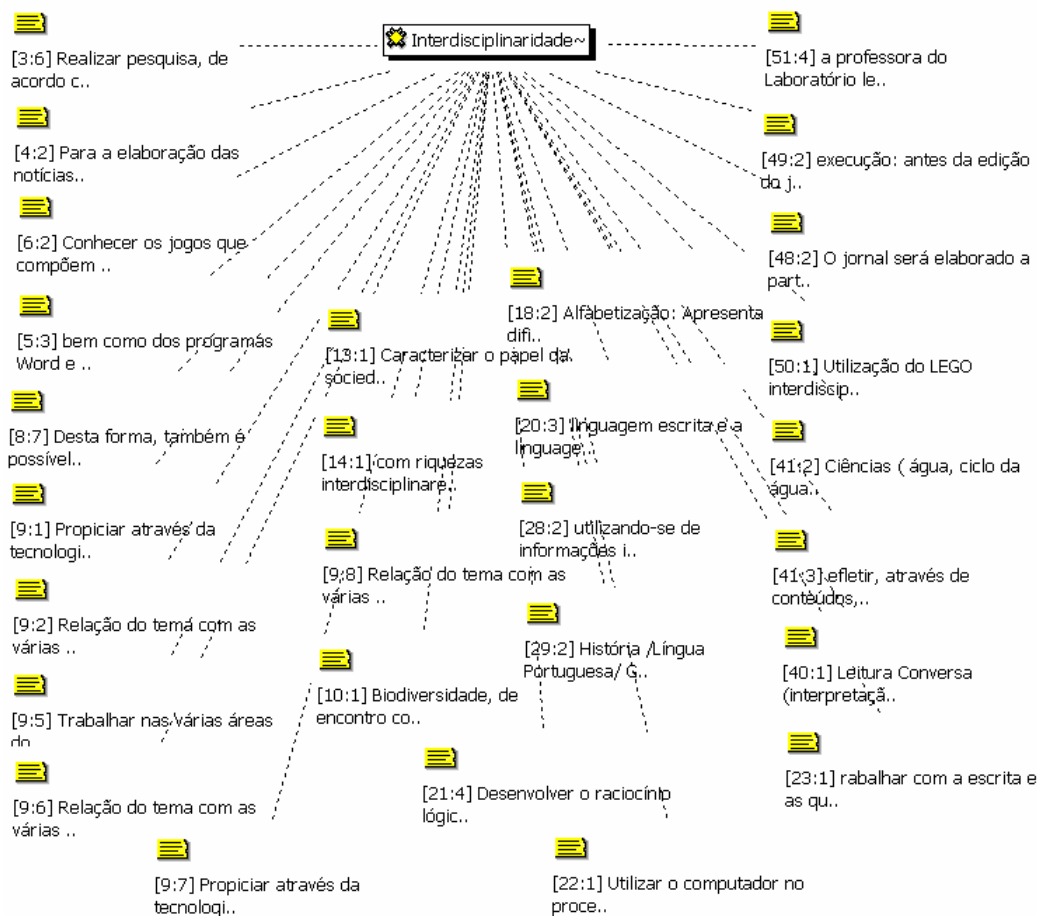 Interdisciplinaridade~
[3:6] Realizar pesquisa, de
acordo c..
[4:2] Para a elaboração das
notícias..
[6:2] Conhecer os jogos que
compõem ..
[5:3] bem como dos programas
Word e ..
[8:7] Desta forma, também é
possível..
[9:1] Propiciar através da
tecnologi..
[9:2] Relação do tema com as
várias ..
[9:5] Trabalhar nas várias áreas
do
[9:6] Relação do tema com as
várias ..
[9:7] Propiciar através da
tecnologi..
[13:1] Caracterizar o papel da
socied..
[14:1] com riquezas
interdisciplinare..
[9:8] Relação do tema com as
várias ..
[10:1] Biodiversidade, de
encontro co..
[21:4] Desenvolver o raciocínio
lógic..
[18:2] Alfabetização: Apresenta
difi..
[20:3] linguagem escrita e a
linguage..
[28:2] utilizando-se de
informações i..
[29:2] História /Língua
Portuguesa/ G..
[22:1] Utilizar o computador no
proce..
[51:4] a professora do
Laboratório le..
[49:2] execução: antes da edição
do j..
[48:2] O jornal será elaborado a
part..
[50:1] Utilização do LEGO
interdiscip..
[41:2] Ciências ( água, ciclo da
água..
[41:3] efletir, através de
conteúdos,..
[40:1] Leitura Conversa
(interpretaçã..
[23:1] rabalhar com a escrita e
as qu..